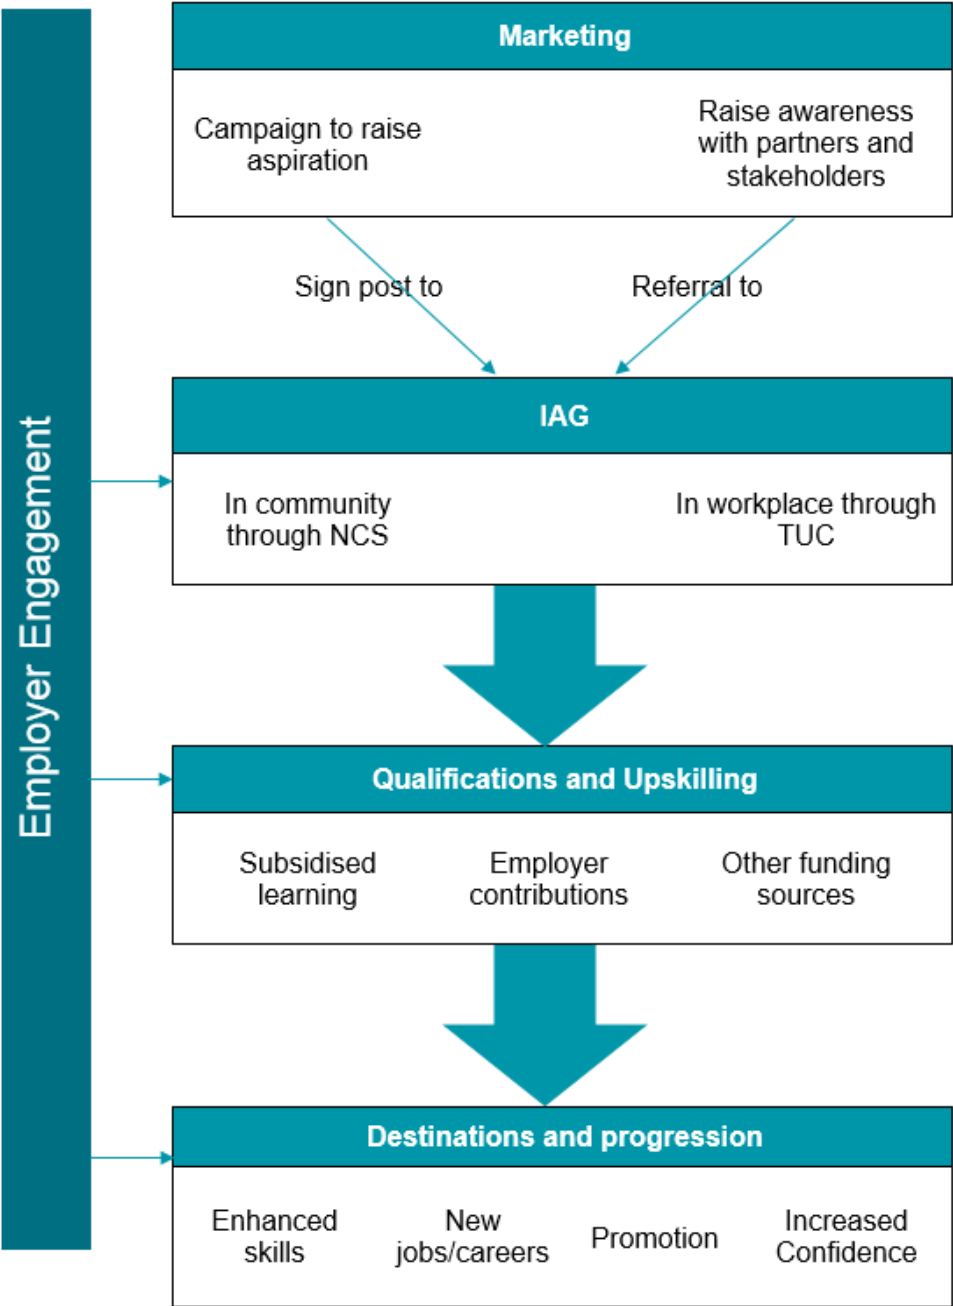 Employer Engagement
Marketing
Campaign to raise
aspiration
Raise awareness
with partners and
stakeholders
Sign post to
Referral to
IAG
In community
through NCS
In workplace through
TUC
Qualifications and Upskilling
Subsidised
learning
Employer
contributions
Other funding
sources
Destinations and progression
Enhanced
skills
New
jobs/careers
Promotion
Increased
Confidence